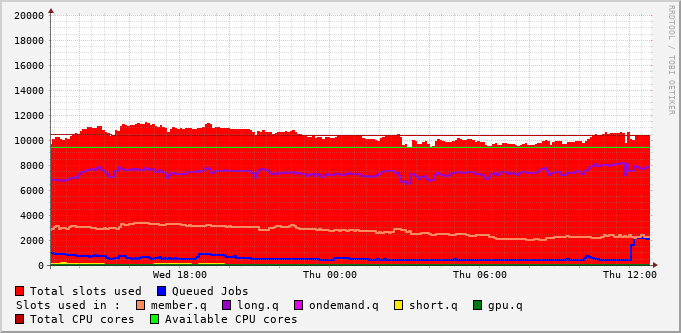 20000
18000
16000
14000
12000
10000
8000
6000
4000
2000
0
Wed 18:00 Thu 00:00 Thu 06:00 Thu 12:00
RRDTOOL / TOBI OETIKER
Total slots used Queued Jobs
Slots used in : member.q long.q ondemand.q short.q gpu.q
Total CPU cores Available CPU cores